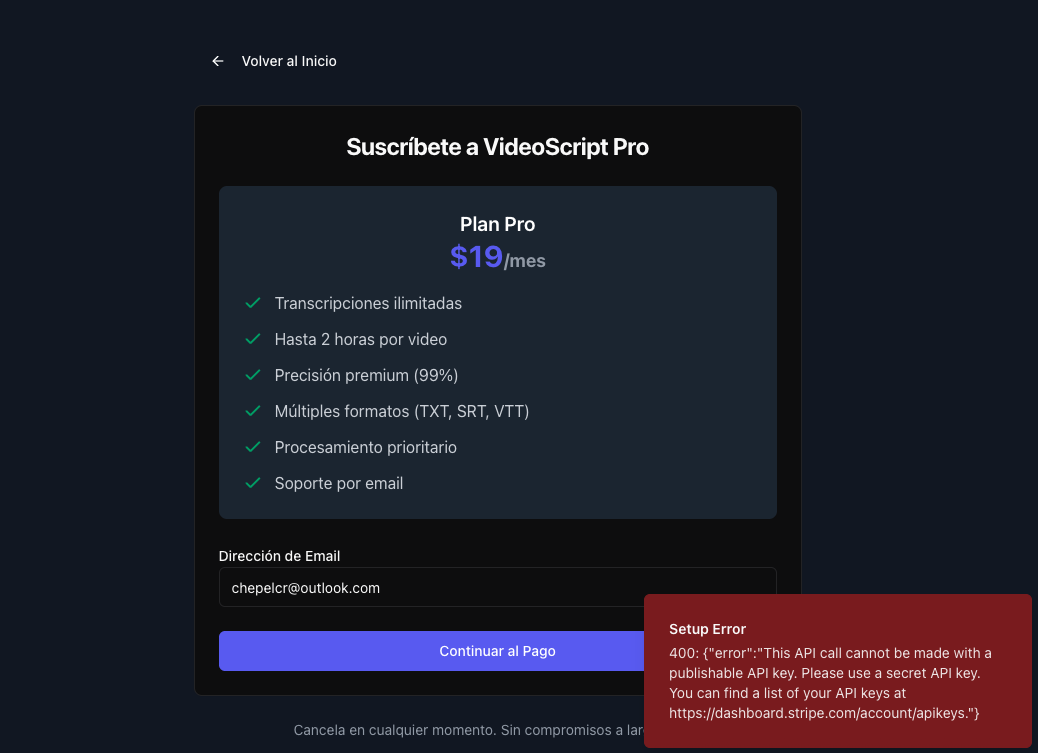 Volver al Inicio
Suscríbete a VideoScript Pro
Plan Pro
$19/mes
Transcripciones ilimitadas
Hasta 2 horas por video
Precisión premium (99%)
Múltiples formatos (TXT, SRT, VTT)
Procesamiento prioritario
Soporte por email
Dirección de Email
chepelcr@outlook.com
Continuar al Pago
Cancela en cualquier momento. Sin compromisos a
Setup Error
400: {"error":"This API call cannot be made with a
publishable API key. Please use a secret API key.
You can find a list of your API keys at
https://dashboard.stripe.com/account/apikeys."}